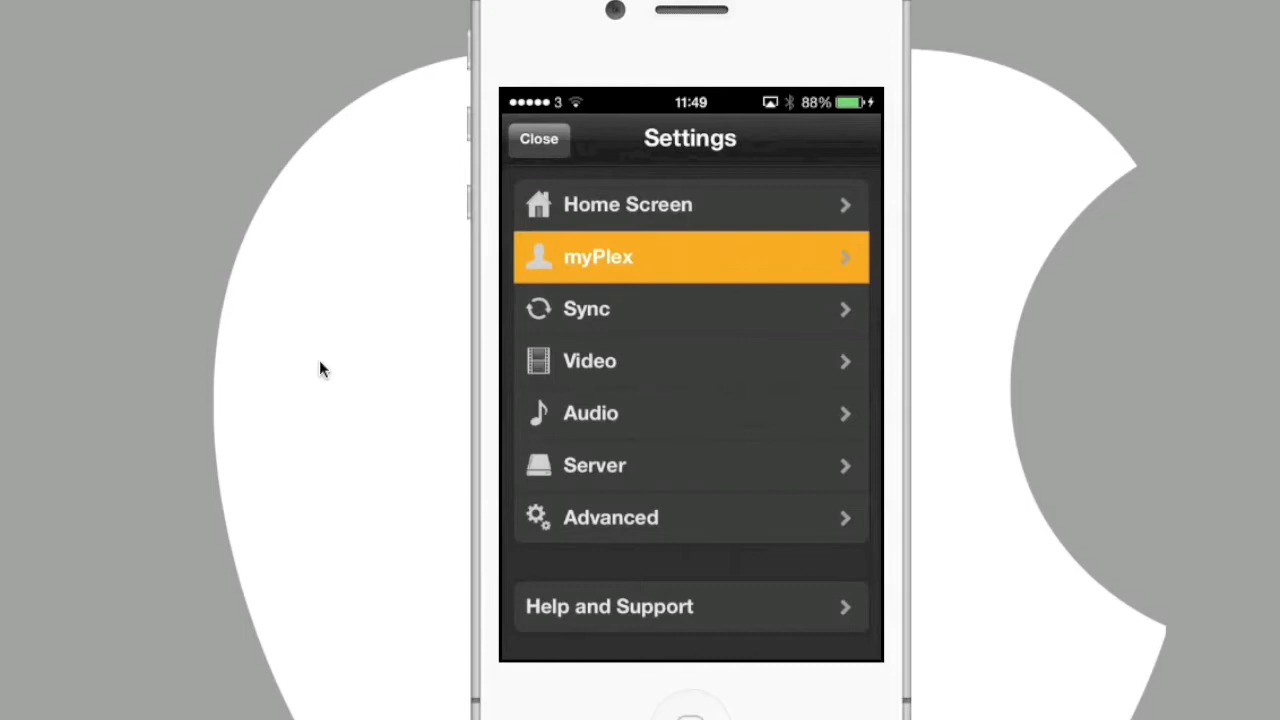 3 11:49 88%
Close Settings
Home Screen
myPlex
Sync
Video
Audio
Server
Advanced
Help and Support